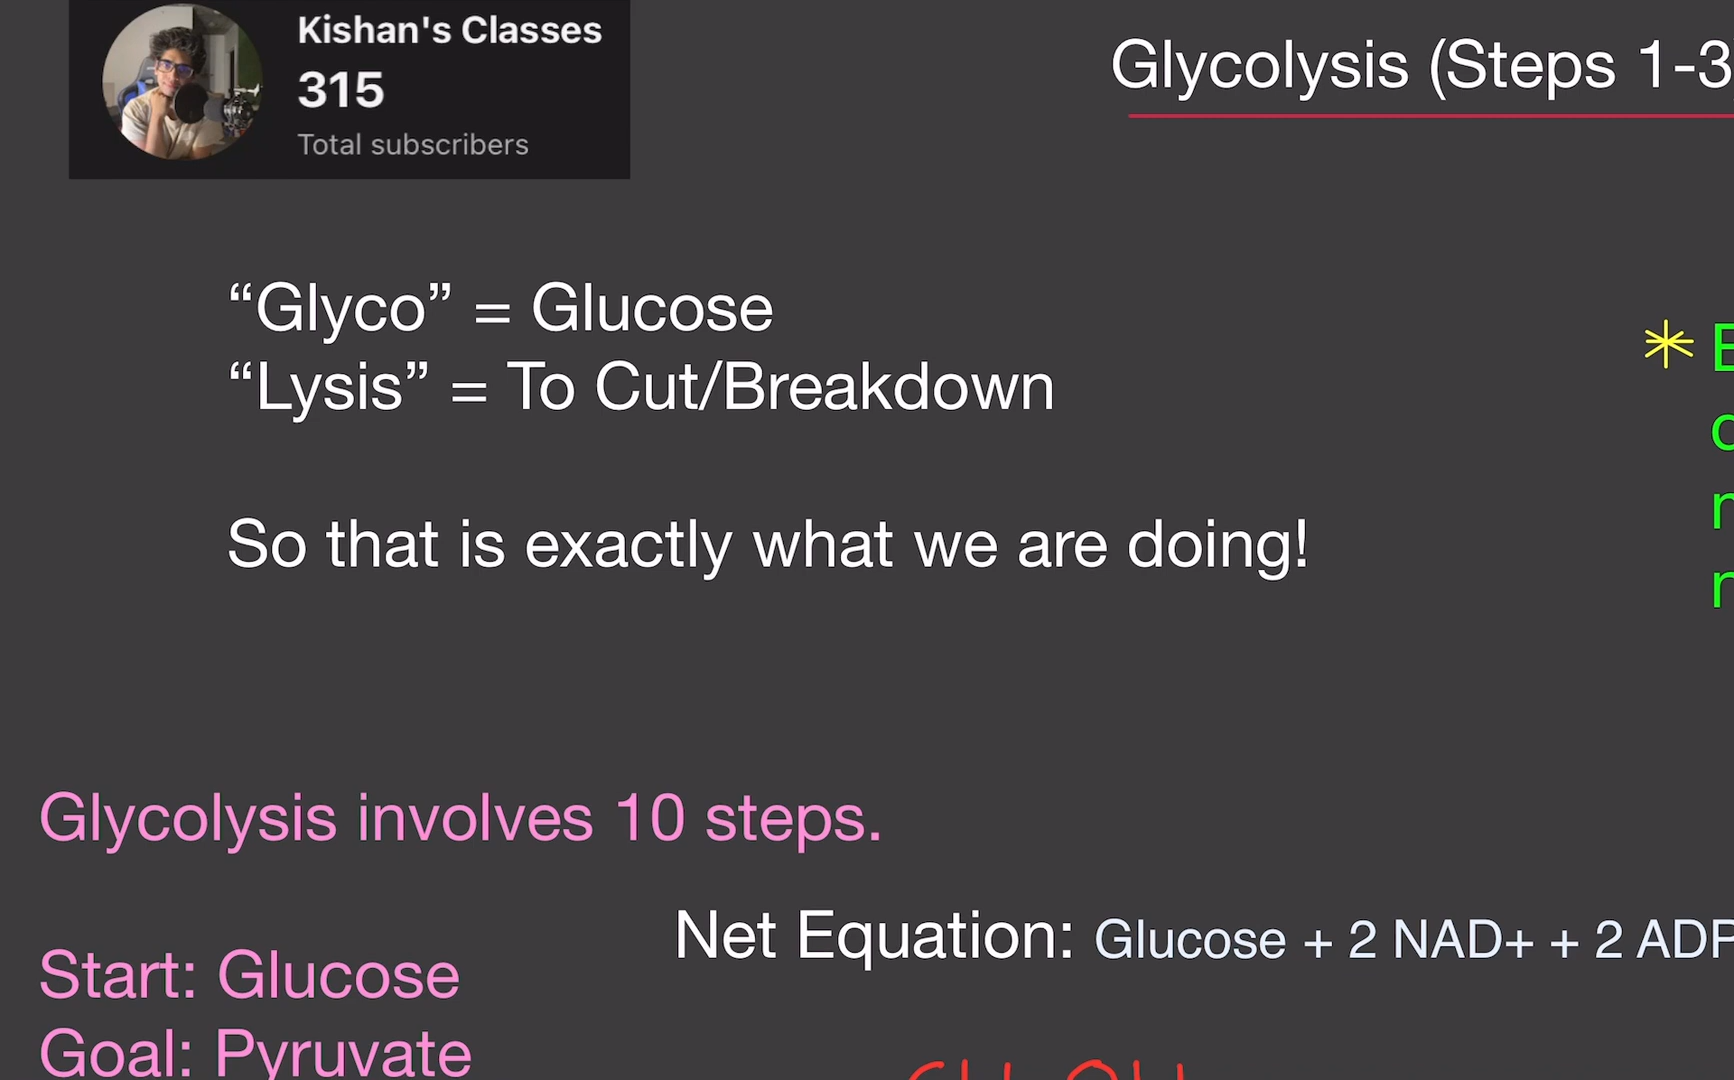 Kishan's Classes
315
Total subscribers
Glycolysis (Steps 1-3
“Glyco” = Glucose
“Lysis” = To Cut/Breakdown
So that is exactly what we are doing!
Glycolysis involves 10 steps.
Net Equation: Glucose + 2 NAD+ + 2 ADP
Start: Glucose
Goal: Pyruvate